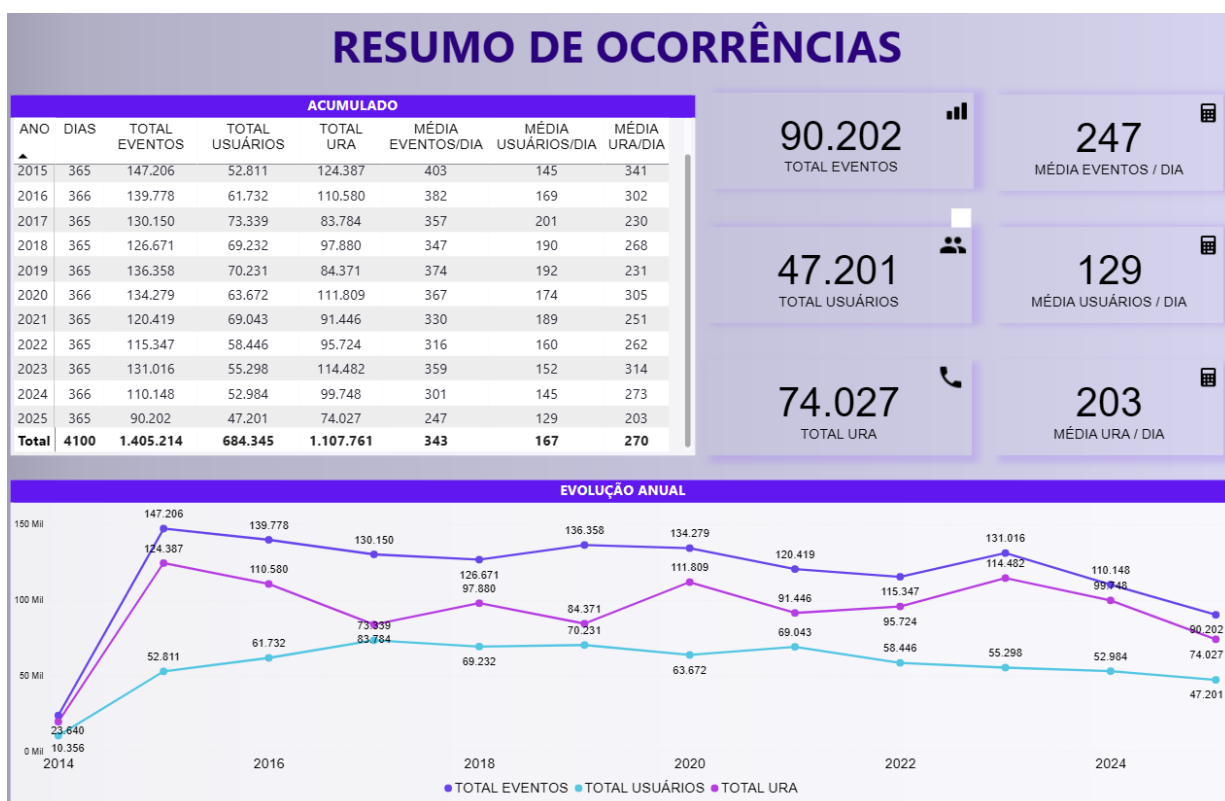 RESUMO DE OCORRÊNCIAS
ACUMULADO
ANO DIAS TOTAL EVENTOS TOTAL USUÁRIOS TOTAL URA MÉDIA EVENTOS/DIA MÉDIA USUÁRIOS/DIA MÉDIA URA/DIA
2015 365 147.206 52.811 124.387 403 145 341
2016 366 139.778 61.732 110.580 382 169 302
2017 365 130.150 73.339 83.784 357 201 230
2018 365 126.671 69.232 97.880 347 190 268
2019 365 136.358 70.231 84.371 374 192 231
2020 366 134.279 63.672 111.809 367 174 305
2021 365 120.419 69.043 91.446 330 189 251
2022 365 115.347 58.446 95.724 316 160 262
2023 365 131.016 55.298 114.482 359 152 314
2024 366 110.148 52.984 99.748 301 145 273
2025 365 90.202 47.201 74.027 247 129 203
Total 4100 1.405.214 684.345 1.107.761 343 167 270
90.202
TOTAL EVENTOS
247
MÉDIA EVENTOS / DIA
47.201
TOTAL USUÁRIOS
129
MÉDIA USUÁRIOS / DIA
74.027
TOTAL URA
203
MÉDIA URA / DIA
EVOLUÇÃO ANUAL
150 Mil
100 Mil
50 Mil
0 Mil
147.206
139.778
130.150
126.671
136.358
134.279
120.419
115.347
131.016
110.148
90.202
124.387
110.580
83.784
97.880
84.371
111.809
91.446
95.724
114.482
99.748
74.027
23.640
10.356
52.811
61.732
73.339
69.232
70.231
63.672
69.043
58.446
55.298
52.984
47.201
2014 2016 2018 2020 2022 2024
TOTAL EVENTOS TOTAL USUÁRIOS TOTAL URA